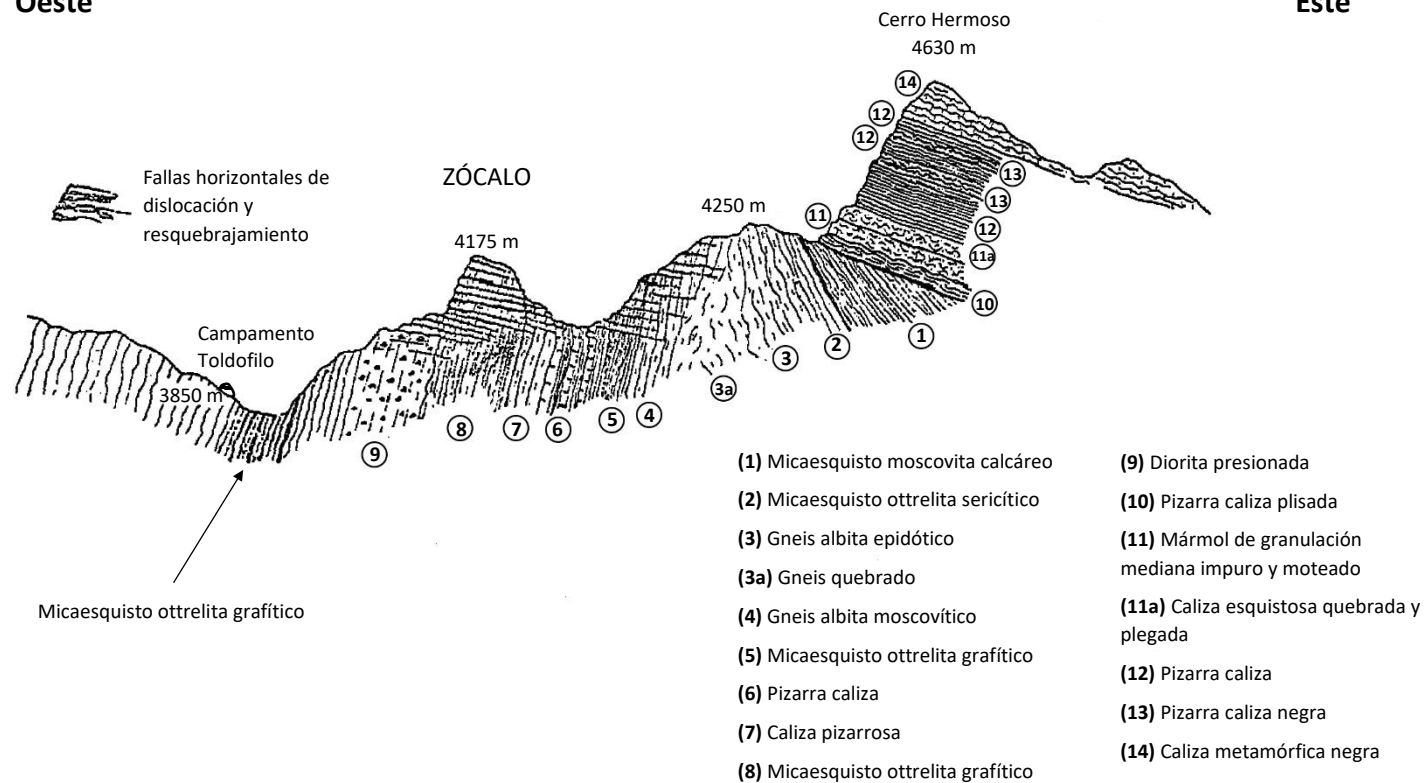 Oeste
Este
Cerro Hermoso
4630 m
14
12
12
Fallas horizontales de
dislocación y
resquebrajamiento
ZÓCALO
13
4250 m
13
11
12
4175 m
11a
10
Campamento
Toldofilo
1
2
3850 m
3
3a
4
5
6
7
8
9
Micaesquisto ottrelita grafítico
(1) Micaesquisto moscovita calcáreo
(2) Micaesquisto ottrelita sericítico
(3) Gneis albita epidótico
(3a) Gneis quebrado
(4) Gneis albita moscovítico
(5) Micaesquisto ottrelita grafítico
(6) Pizarra caliza
(7) Caliza pizarrosa
(8) Micaesquisto ottrelita grafítico
(9) Diorita presionada
(10) Pizarra caliza plisada
(11) Mármol de granulación
mediana impuro y moteado
(11a) Caliza esquistosa quebrada y
plegada
(12) Pizarra caliza
(13) Pizarra caliza negra
(14) Caliza metamórfica negra